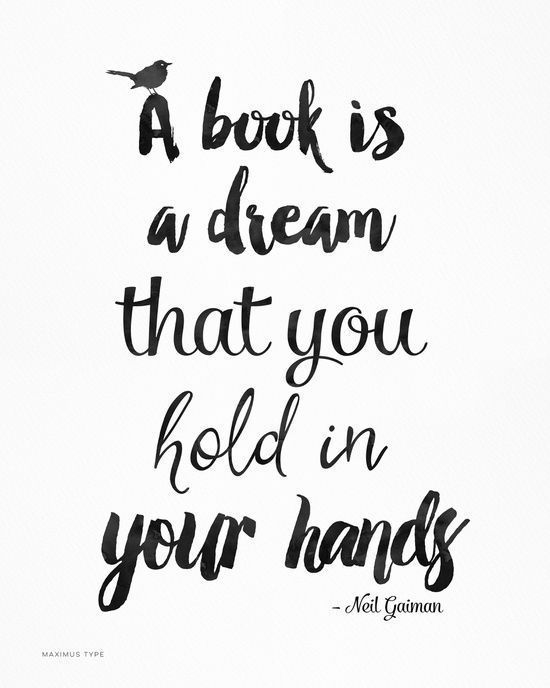 A book is
a dream
that you
hold in
your hands
- Neil Gaiman
MAXIMUS TYPE